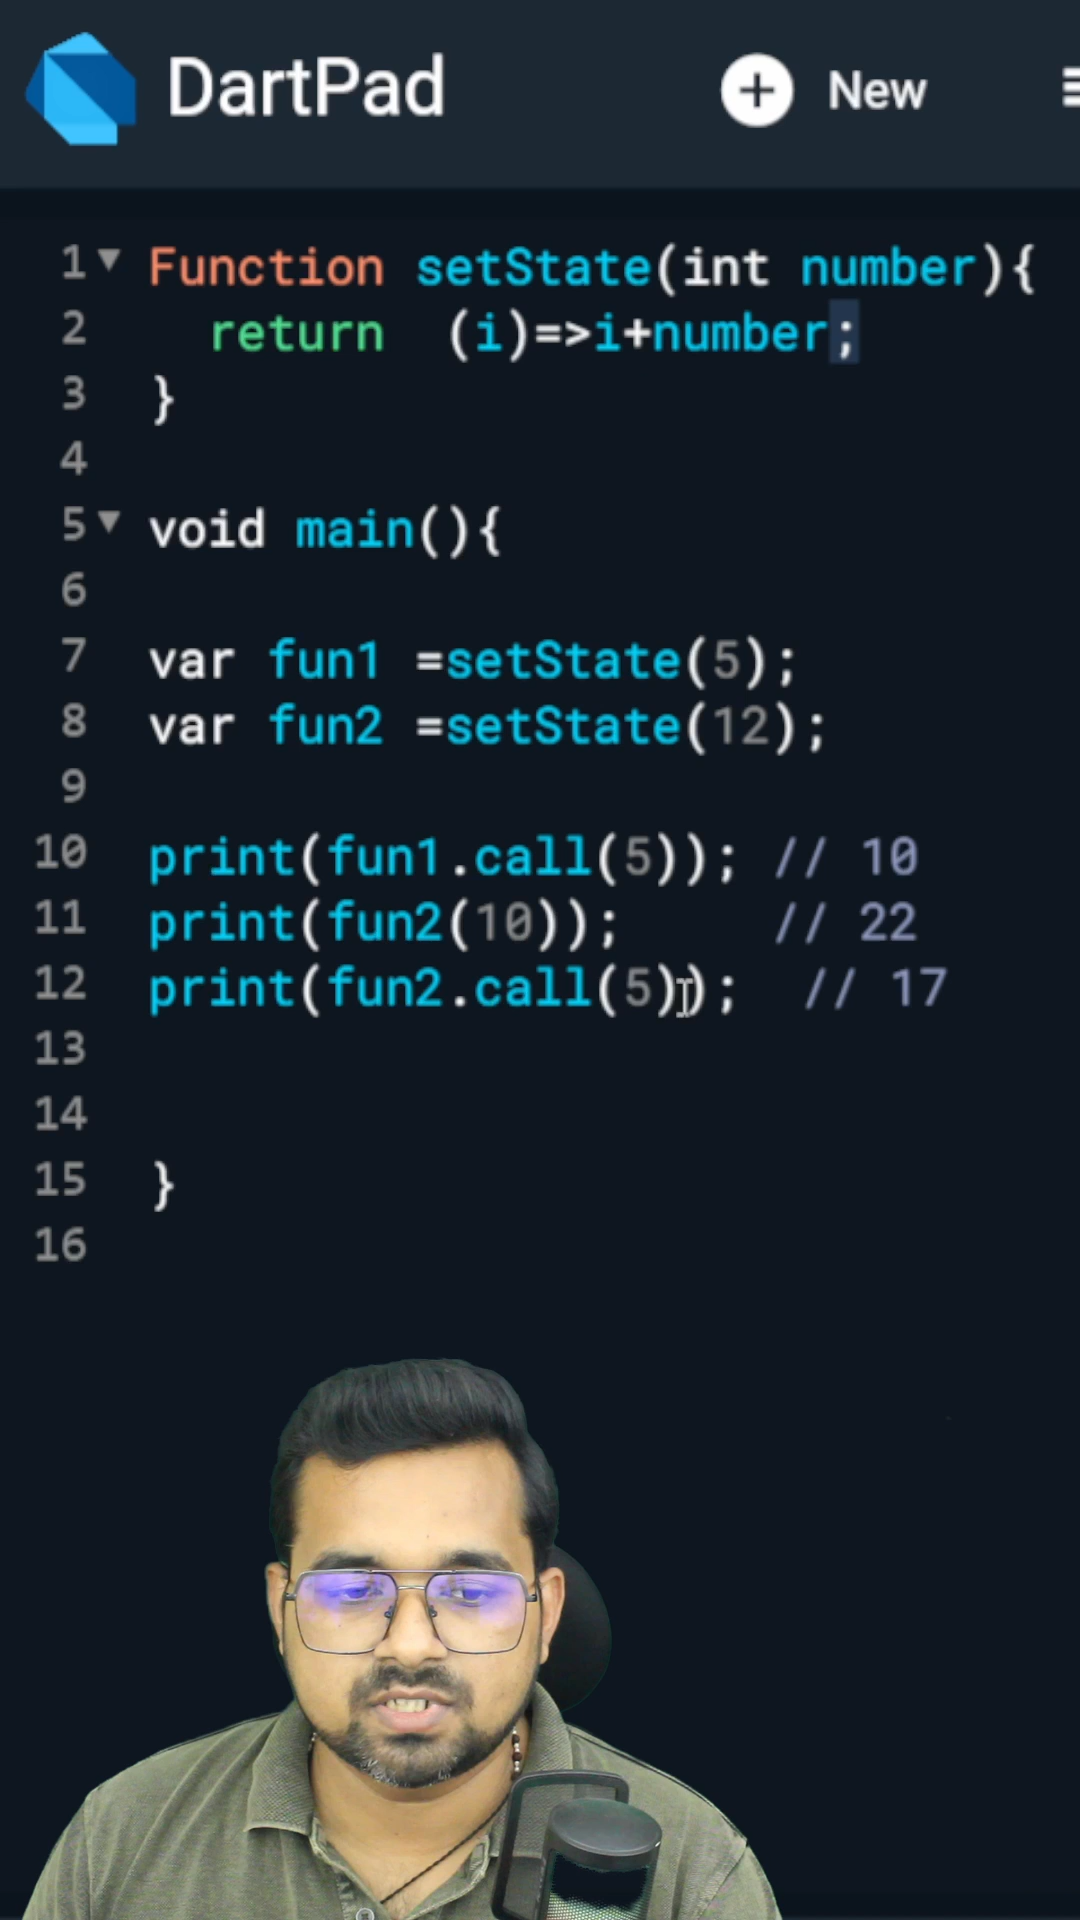 DartPad
New
1 Function setState(int number){
2 return (i)=>i+number;
3 }
4
5 void main(){
6
7 var fun1 =setState(5);
8 var fun2 =setState(12);
9
10 print(fun1.call(5)); // 10
11 print(fun2(10)); // 22
12 print(fun2.call(5)); // 17
13
14
15 }
16